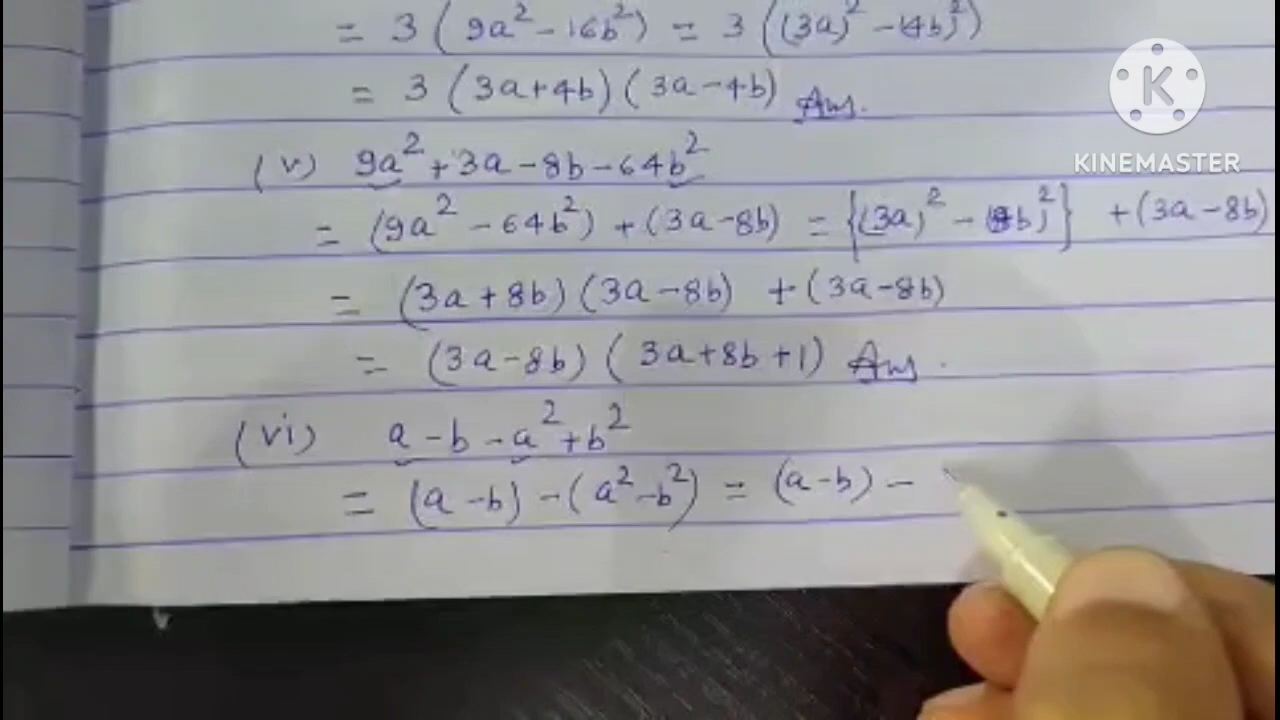 = 3 (9a² - 16b²) = 3 ((3a)² - (4b)²)
= 3 (3a+4b) (3a-4b) Ans.
K
KINEMASTER
(v) 9a² + 3a - 8b - 64b²
= (9a² - 64b²) + (3a - 8b) = {(3a)² - (8b)²} + (3a - 8b)
= (3a + 8b) (3a - 8b) + (3a - 8b)
= (3a - 8b) (3a + 8b + 1) Ans.
(vi) a - b - a² + b²
= (a - b) - (a² - b²) = (a - b) -